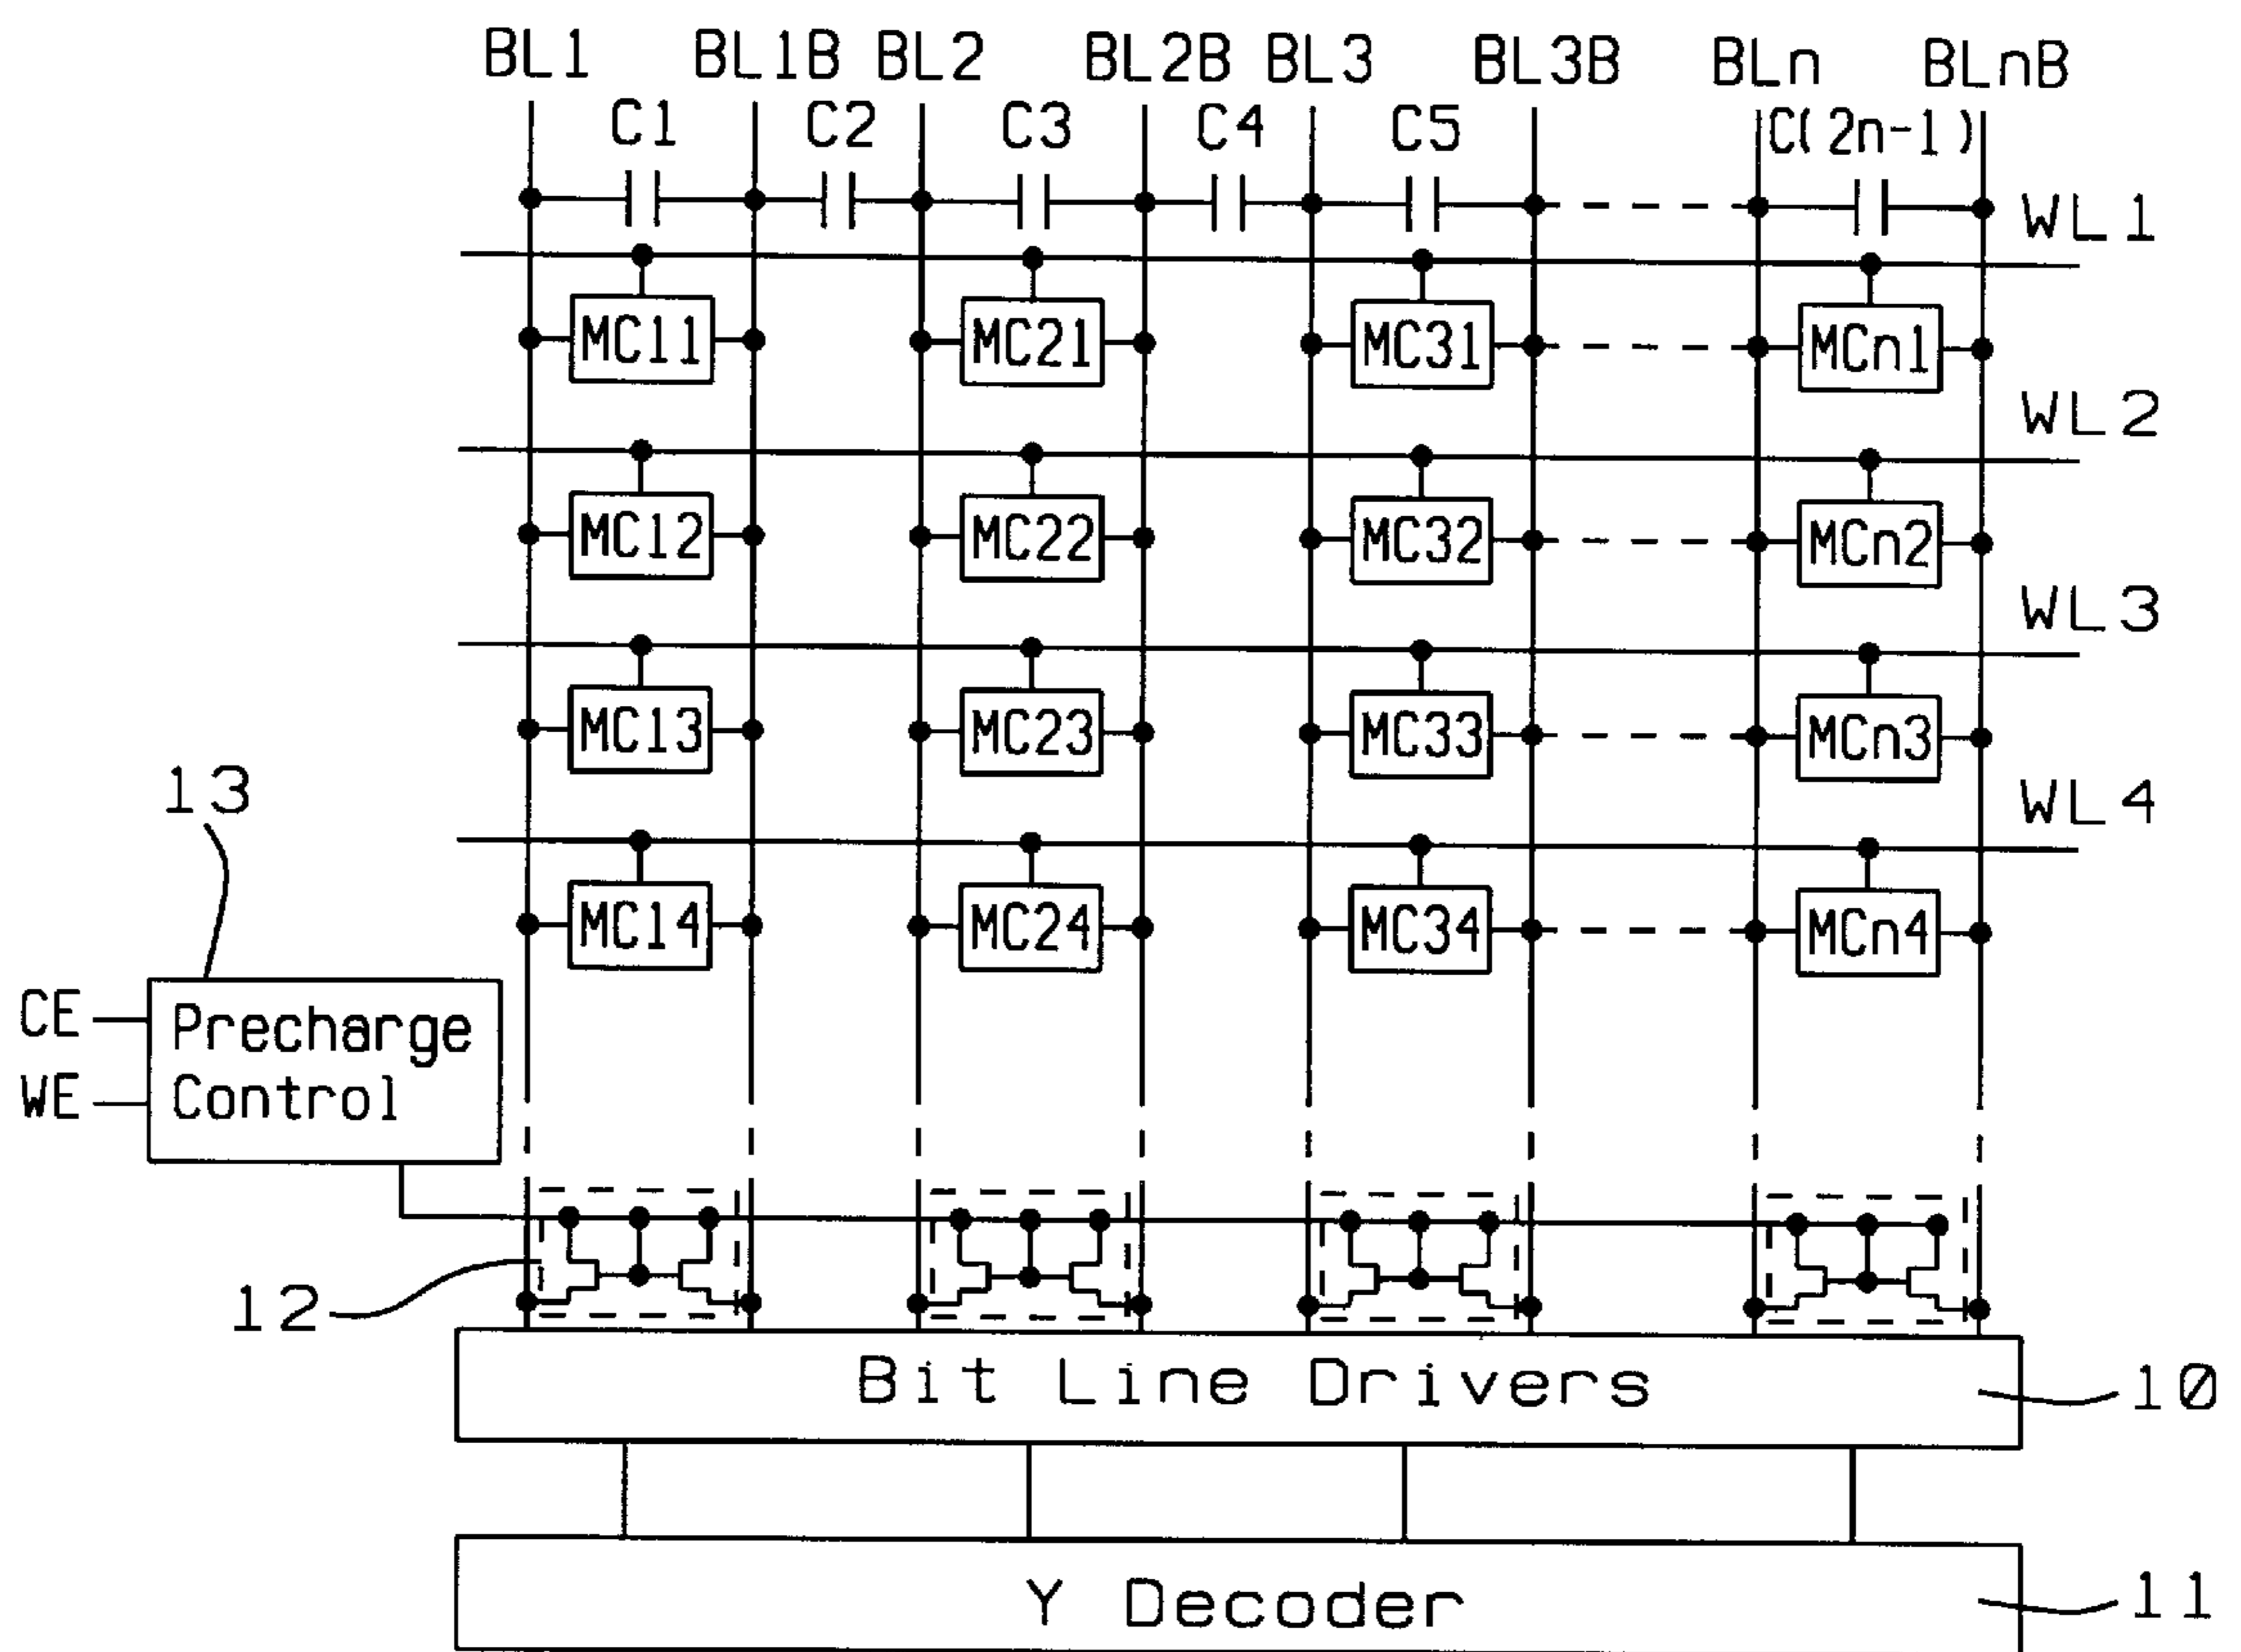 BL1 BL1B BL2 BL2B BL3 BL3B BLn BLnB
C1 C2 C3 C4 C5 C(2n-1)
WL1
MC11 MC21 MC31 MCn1
WL2
MC12 MC22 MC32 MCn2
WL3
MC13 MC23 MC33 MCn3
13 WL4
MC14 MC24 MC34 MCn4
CE Precharge
WE Control
12
Bit Line Drivers 10
Y Decoder 11